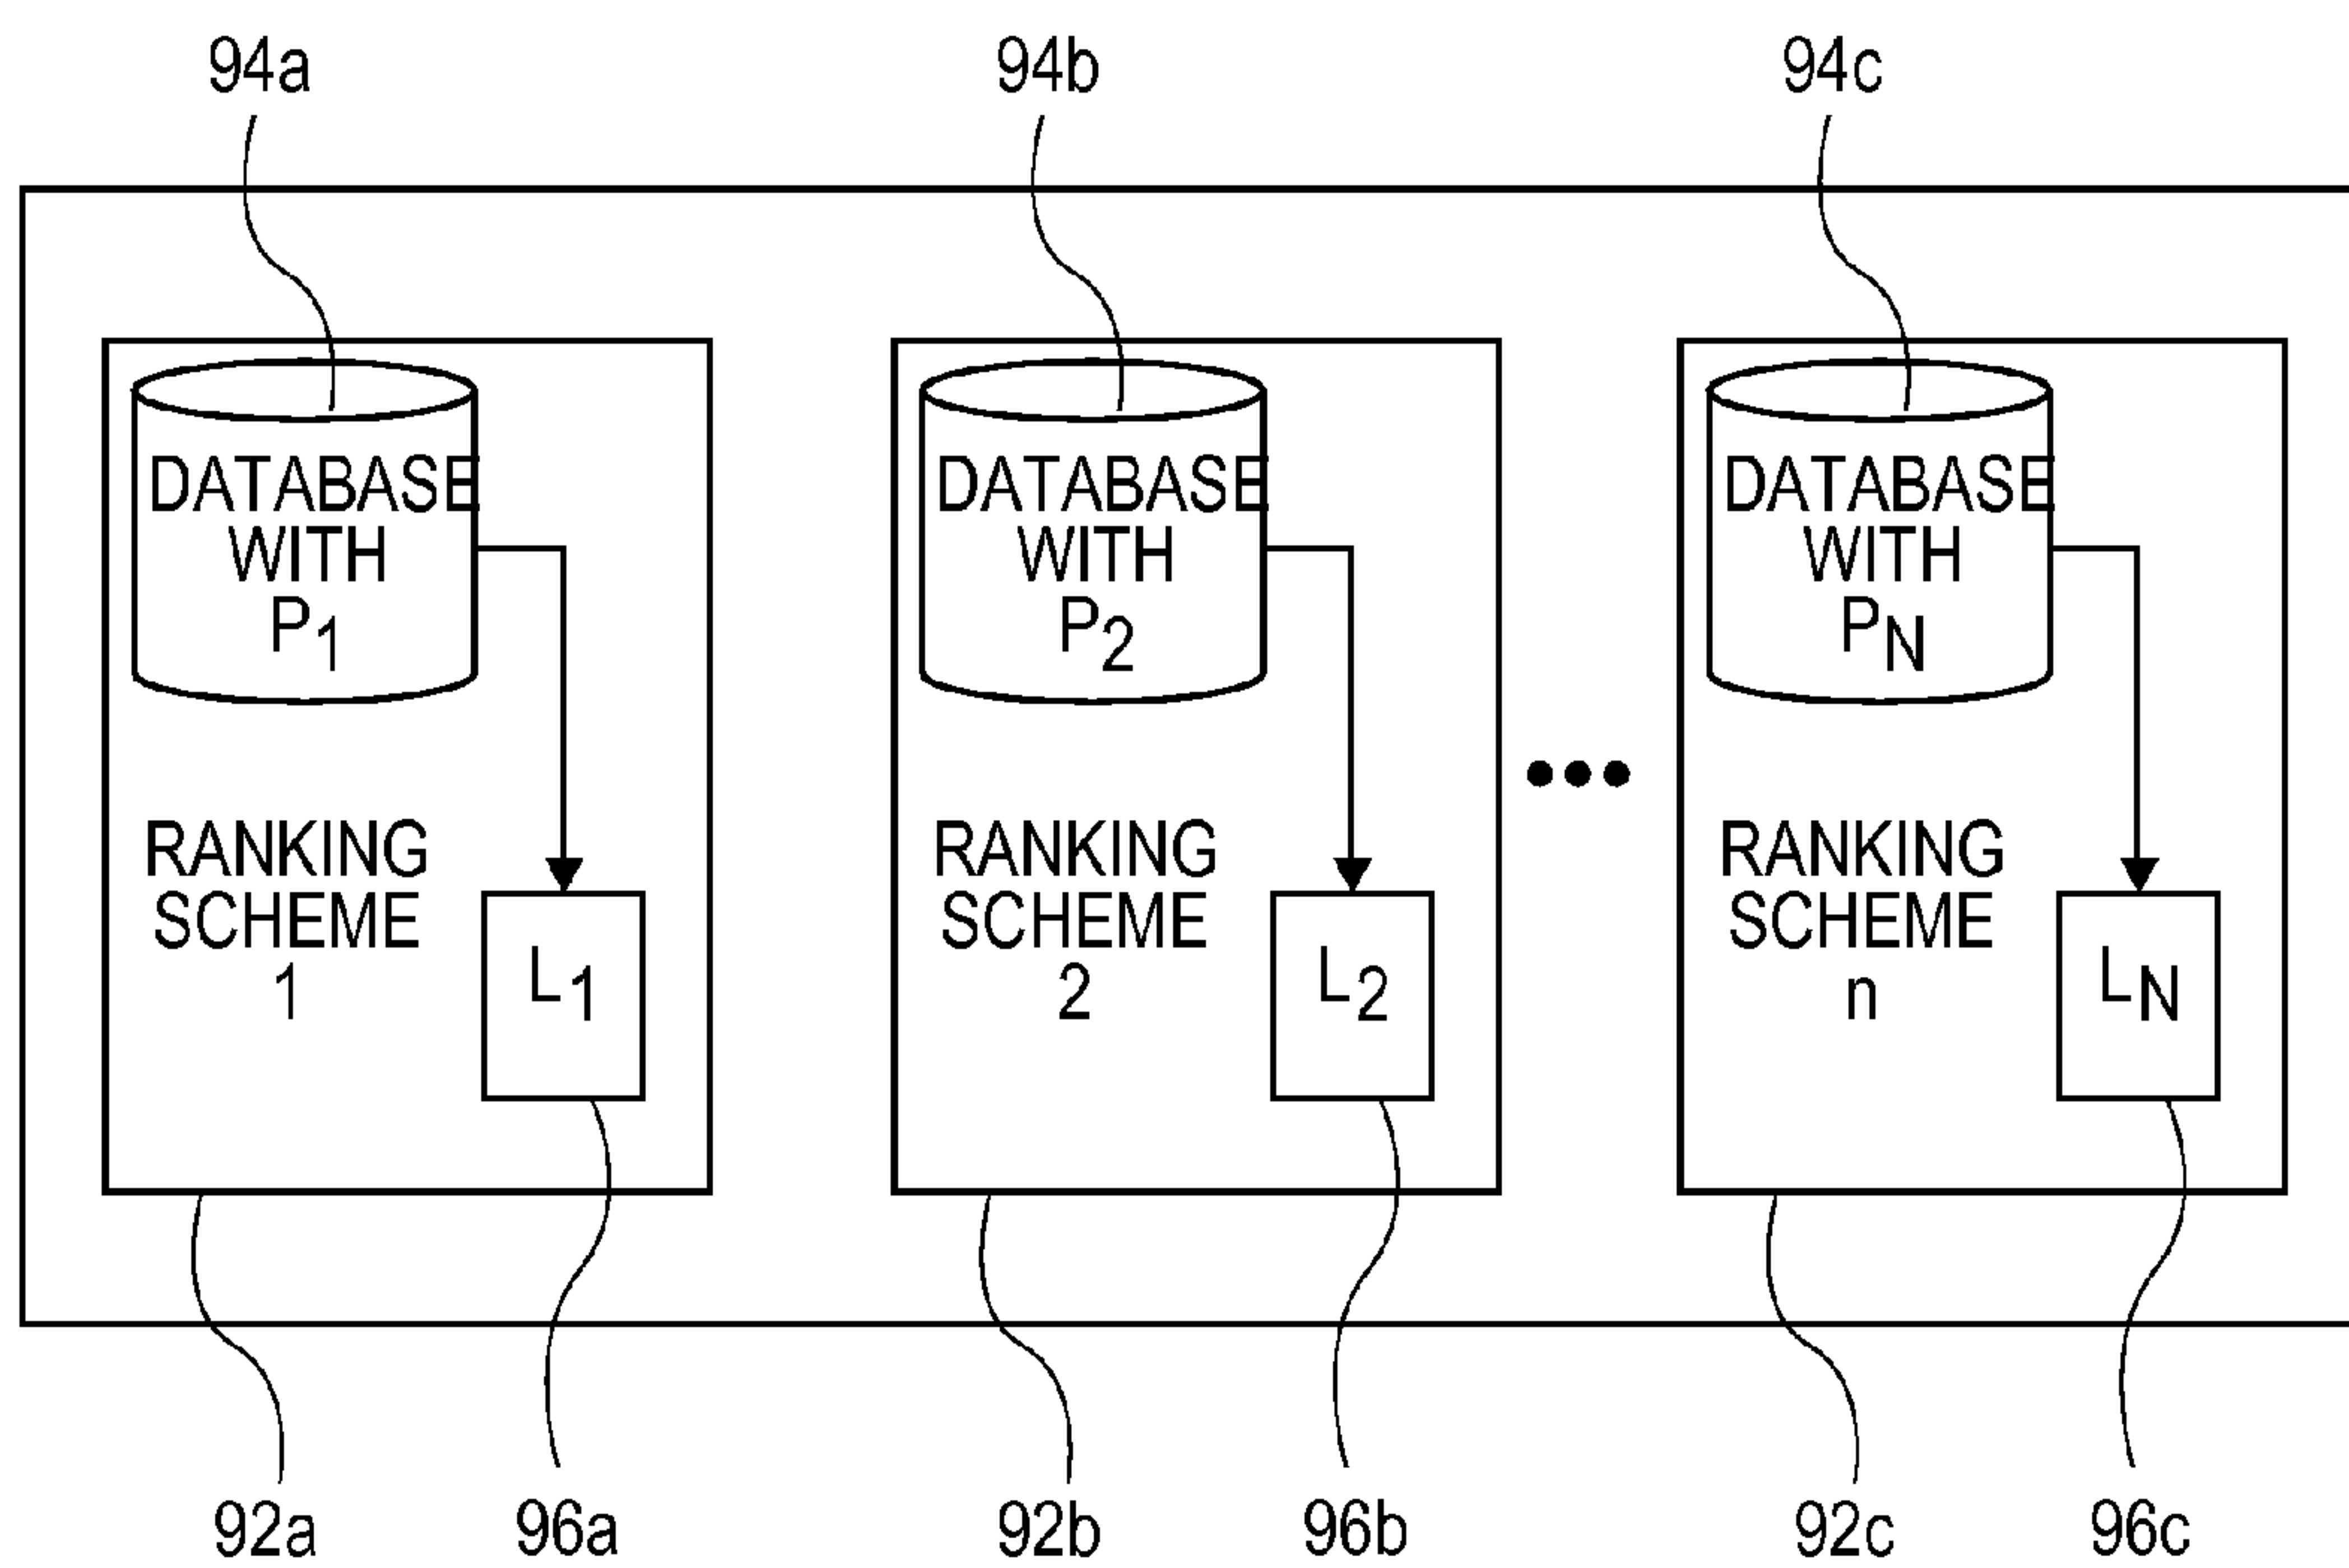 94a
94b
94c
DATABASE
WITH
P1
DATABASE
WITH
P2
DATABASE
WITH
PN
RANKING
SCHEME
1
L1
RANKING
SCHEME
2
L2
RANKING
SCHEME
n
LN
92a
96a
92b
96b
92c
96c